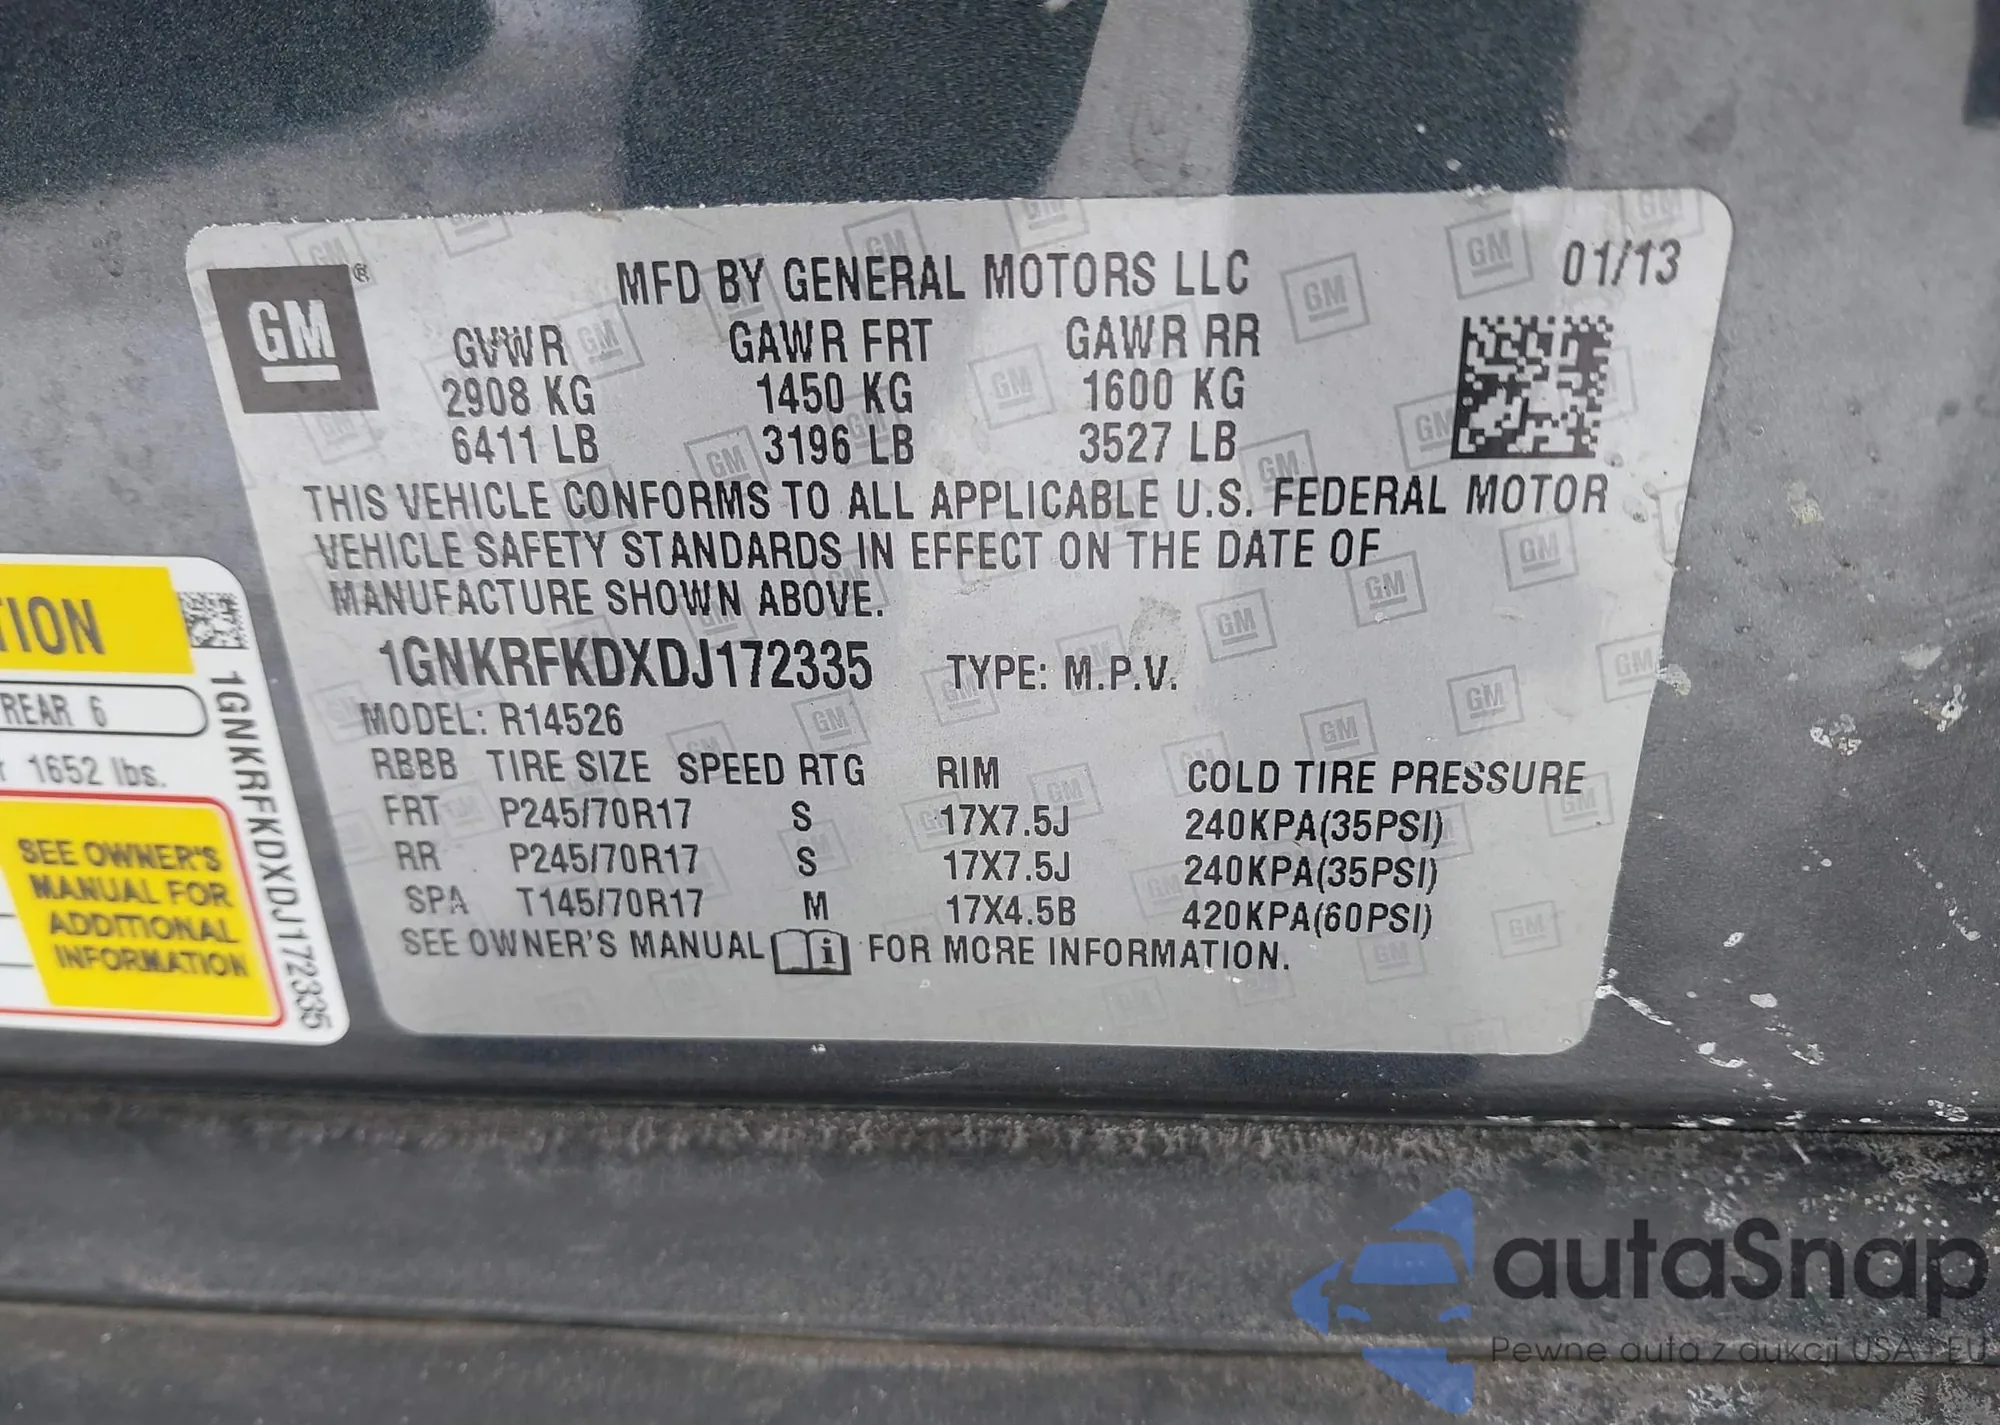 GM ®
MFD BY GENERAL MOTORS LLC
01/13
GVWR GAWR FRT GAWR RR
2908 KG 1450 KG 1600 KG
6411 LB 3196 LB 3527 LB
THIS VEHICLE CONFORMS TO ALL APPLICABLE U.S. FEDERAL MOTOR
VEHICLE SAFETY STANDARDS IN EFFECT ON THE DATE OF
MANUFACTURE SHOWN ABOVE.
1GNKRFKDXDJ172335 TYPE: M.P.V.
MODEL: R14526
RBBB TIRE SIZE SPEED RTG RIM COLD TIRE PRESSURE
FRT P245/70R17 S 17X7.5J 240KPA(35PSI)
RR P245/70R17 S 17X7.5J 240KPA(35PSI)
SPA T145/70R17 M 17X4.5B 420KPA(60PSI)
SEE OWNER'S MANUAL i FOR MORE INFORMATION.
TION
REAR 6
r 1652 lbs.
SEE OWNER'S
MANUAL FOR
ADDITIONAL
INFORMATION
1GNKRFKDXDJ172335
autaSnap
Pewne auta z aukcji USA i EU